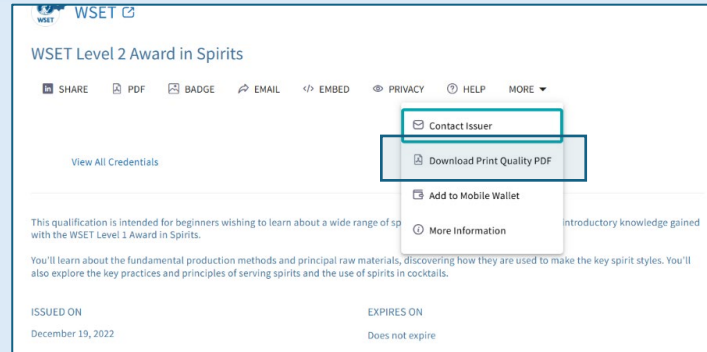 WSET
WSET
WSET Level 2 Award in Spirits
in SHARE PDF BADGE EMAIL </> EMBED PRIVACY ? HELP MORE
Contact Issuer
Download Print Quality PDF
View All Credentials
Add to Mobile Wallet
More Information
This qualification is intended for beginners wishing to learn about a wide range of sp introductory knowledge gained
with the WSET Level 1 Award in Spirits.
You'll learn about the fundamental production methods and principal raw materials, discovering how they are used to make the key spirit styles. You'll
also explore the key practices and principles of serving spirits and the use of spirits in cocktails.
ISSUED ON EXPIRES ON
December 19, 2022 Does not expire